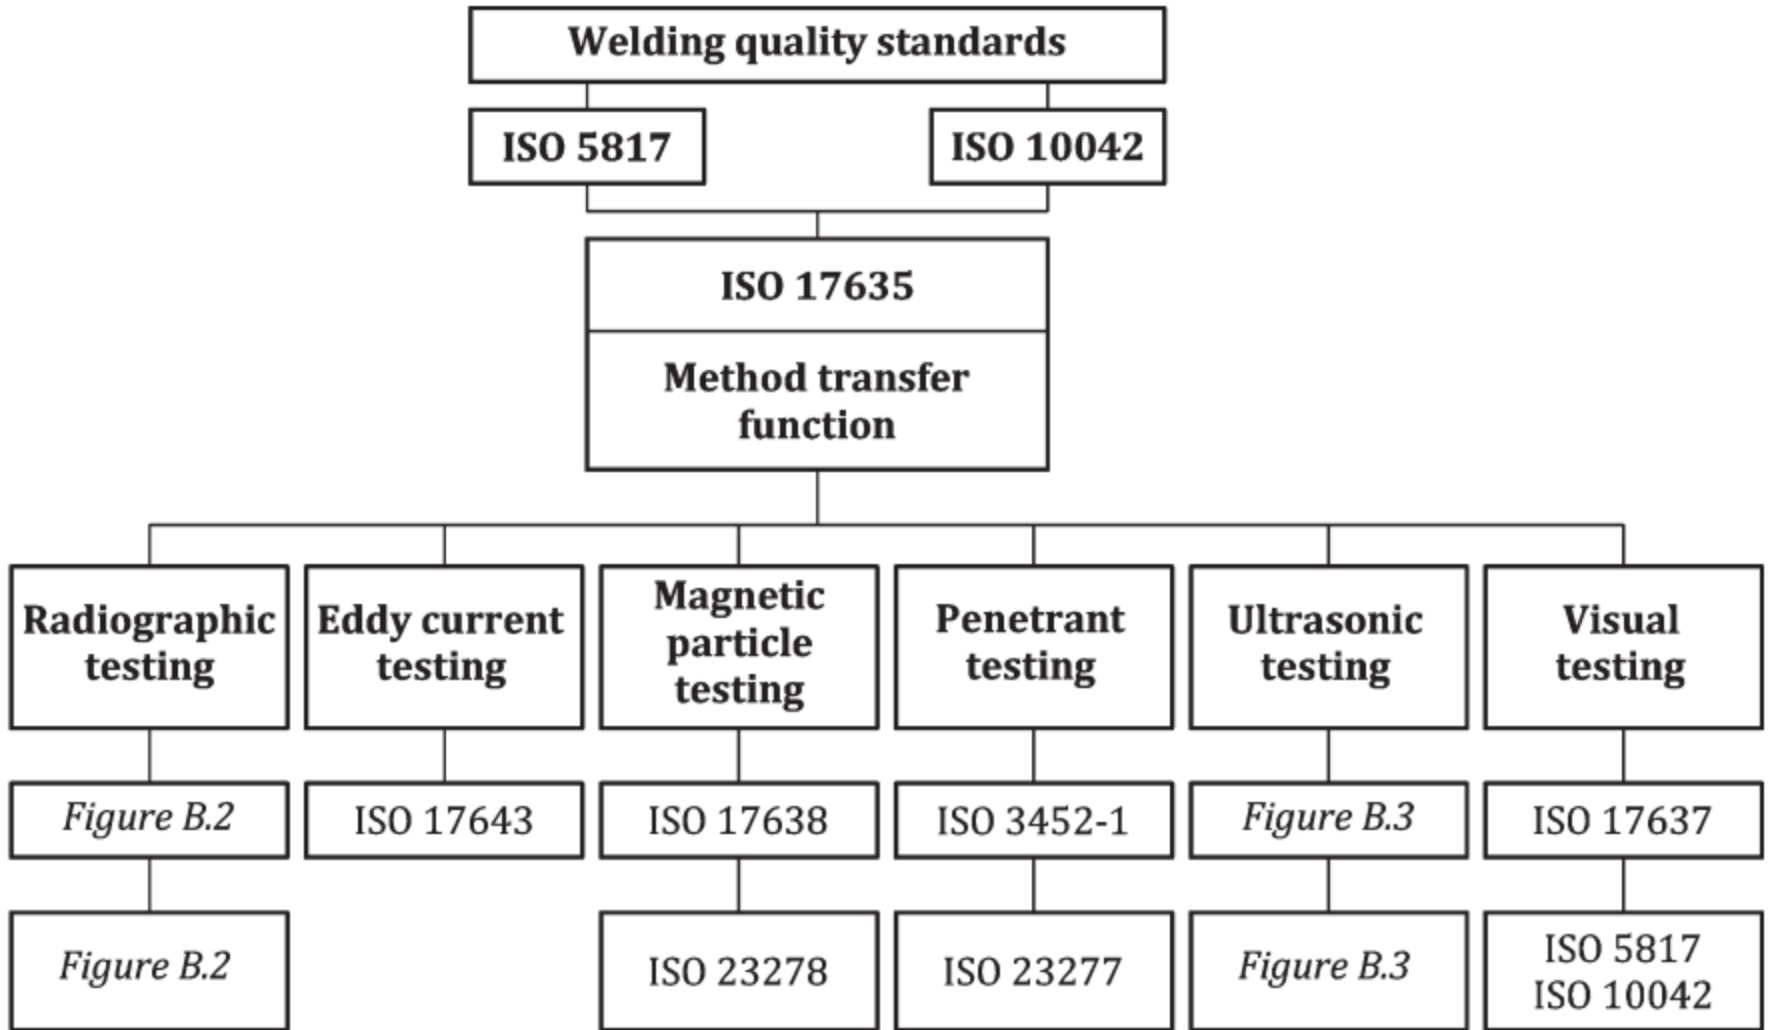 Welding quality standards
ISO 5817
ISO 10042
ISO 17635
Method transfer
function
Radiographic
testing
Eddy current
testing
Magnetic
particle
testing
Penetrant
testing
Ultrasonic
testing
Visual
testing
Figure B.2
ISO 17643
ISO 17638
ISO 3452-1
Figure B.3
ISO 17637
Figure B.2
ISO 23278
ISO 23277
Figure B.3
ISO 5817
ISO 10042